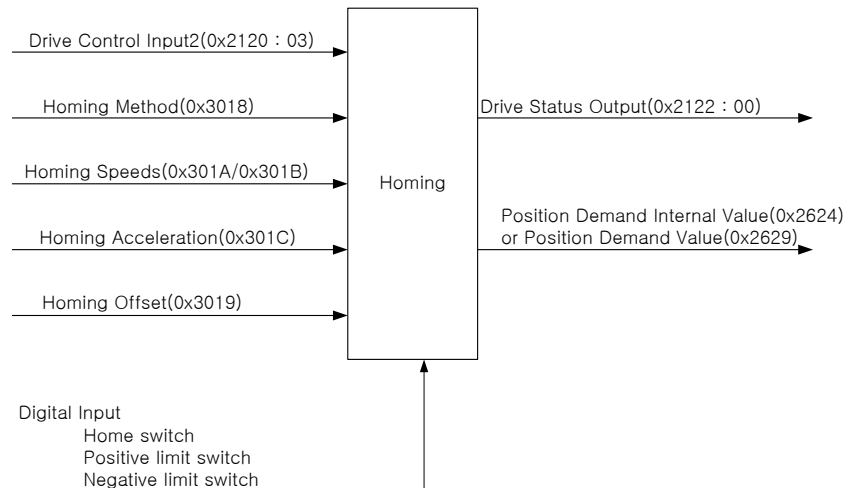 Drive Control Input2(0x2120 : 03)
Homing Method(0x3018)
Homing Speeds(0x301A/0x301B)
Homing Acceleration(0x301C)
Homing Offset(0x3019)
Homing
Drive Status Output(0x2122 : 00)
Position Demand Internal Value(0x2624)
or Position Demand Value(0x2629)
Digital Input
Home switch
Positive limit switch
Negative limit switch